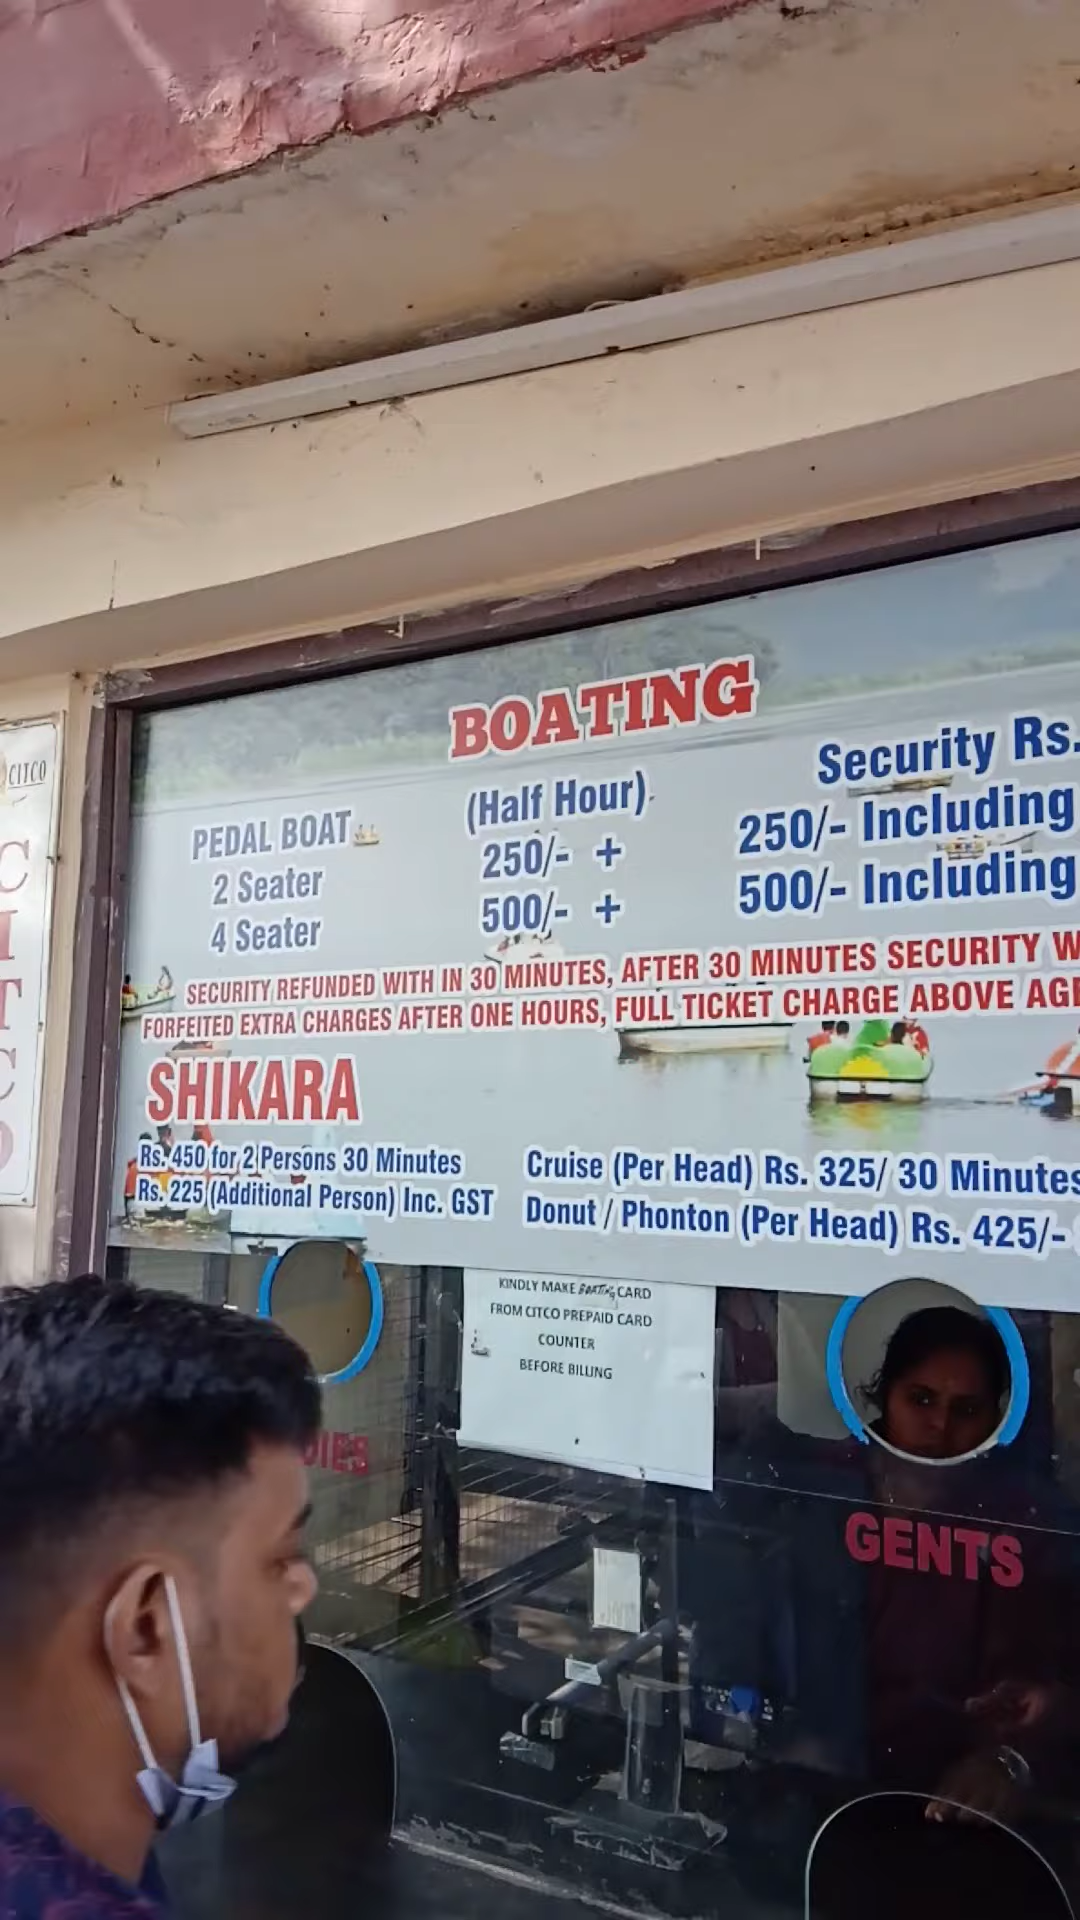 CITCO
CITCO
BOATING
PEDAL BOAT (Half Hour) Security Rs.
2 Seater 250/- + 250/- Including
4 Seater 500/- + 500/- Including
SECURITY REFUNDED WITH IN 30 MINUTES, AFTER 30 MINUTES SECURITY W
FORFEITED EXTRA CHARGES AFTER ONE HOURS, FULL TICKET CHARGE ABOVE AGE
SHIKARA
Rs. 450 for 2 Persons 30 Minutes
Rs. 225 (Additional Person) Inc. GST
Cruise (Per Head) Rs. 325/ 30 Minutes
Donut / Phonton (Per Head) Rs. 425/-
KINDLY MAKE BOATING CARD
FROM CITCO PREPAID CARD
COUNTER
BEFORE BILLING
DIES
GENTS